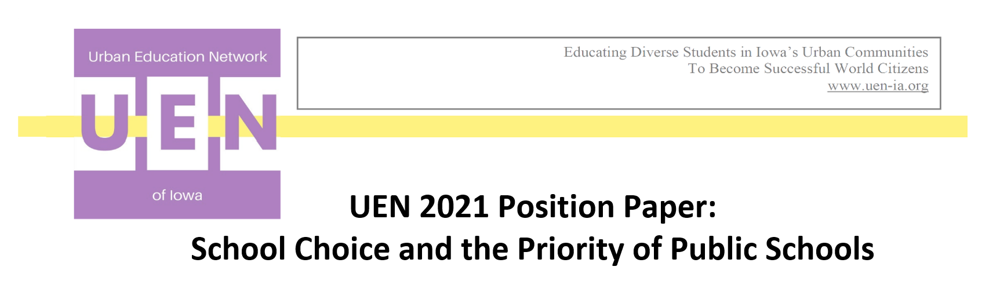 Urban Education Network
UEN
of Iowa
Educating Diverse Students in Iowa’s Urban Communities
To Become Successful World Citizens
www.uen-ia.org
UEN 2021 Position Paper:
School Choice and the Priority of Public Schools